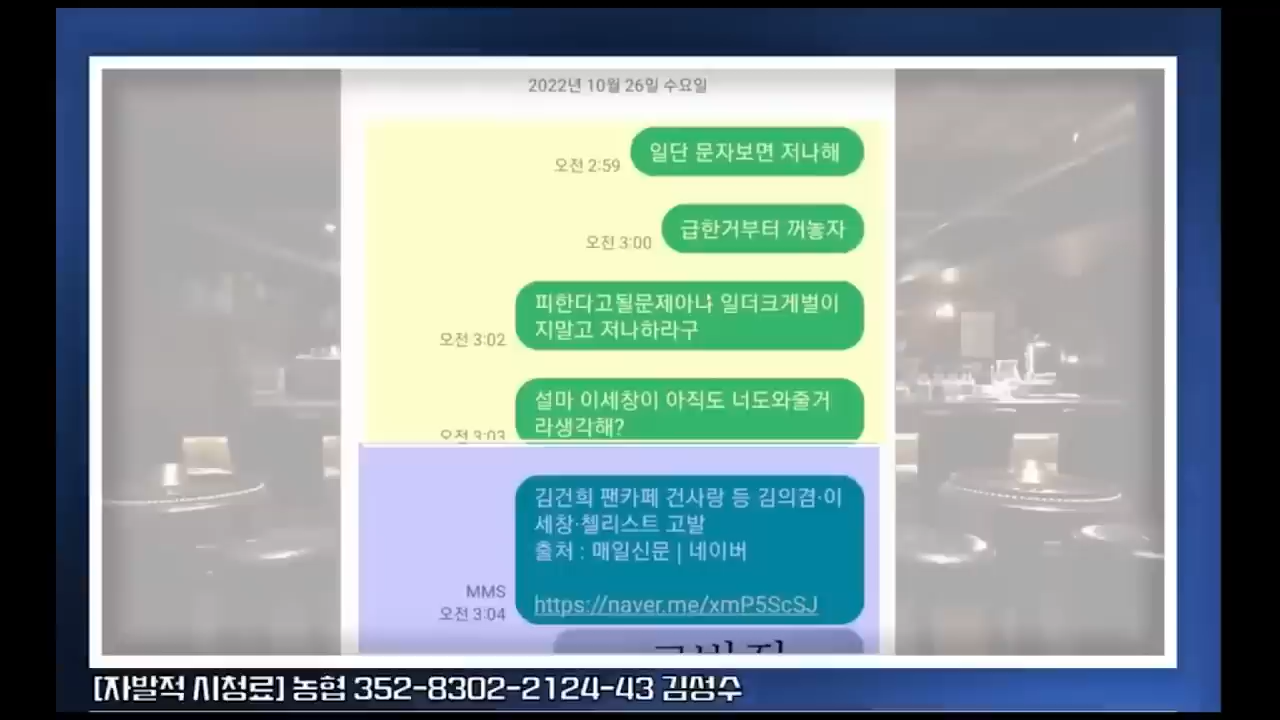 2022년 10월 26일 수요일
일단 문자보면 저나해
오전 2:59
급한거부터 꺼놓자
오전 3:00
피한다고될문제아냐 일더크게벌이
지말고 저나하라구
오전 3:02
설마 이세창이 아직도 너도와줄거
라생각해?
오전 3:03
김건희 팬카페 건사랑 등 김의겸·이
세창·첼리스트 고발
출처 : 매일신문 | 네이버
https://naver.me/xmP5ScSJ
MMS
오전 3:04
[자발적 시청료] 농협 352-8302-2124-43 김성수